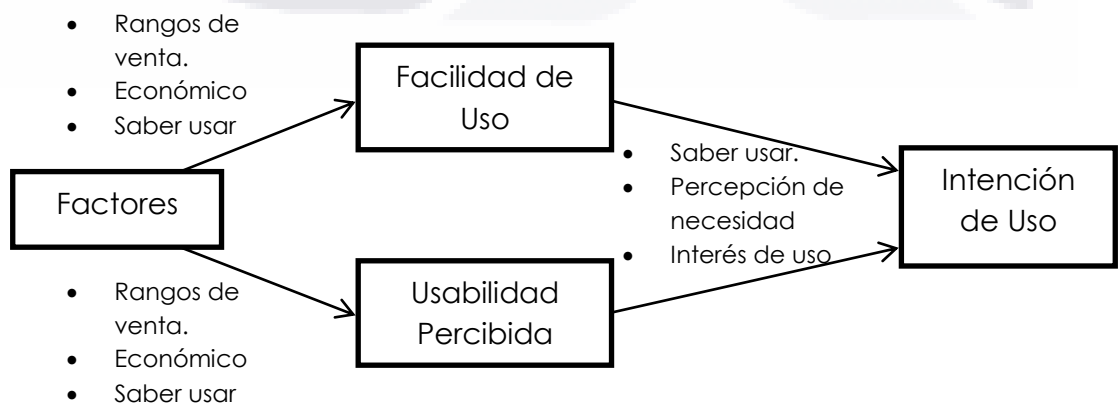 • Rangos de
venta.
• Económico
• Saber usar
Facilidad de
Uso
Factores
• Saber usar.
• Percepción de
necesidad
• Interés de uso
Intención
de Uso
• Rangos de
venta.
• Económico
• Saber usar
Usabilidad
Percibida